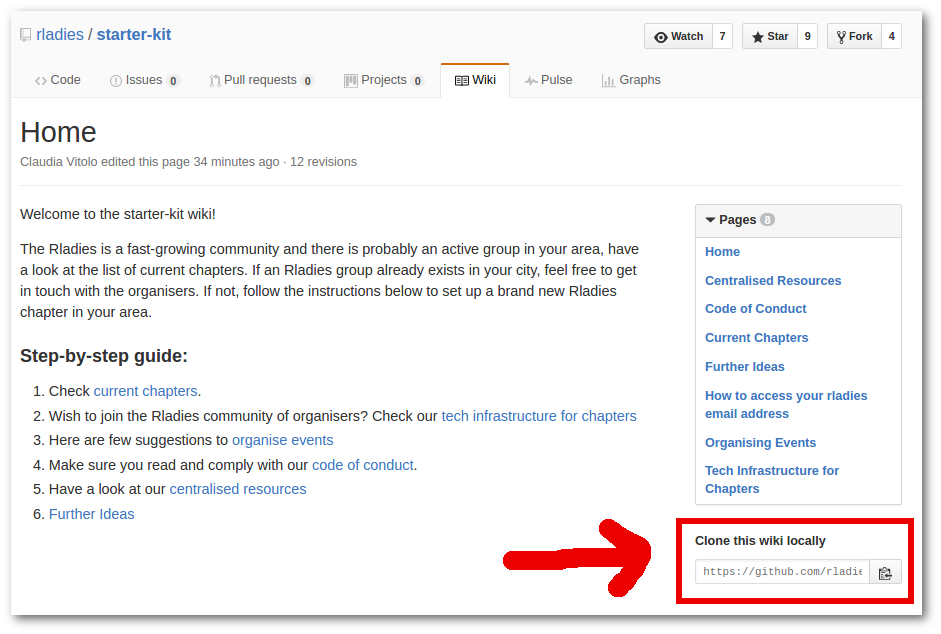 rladies / starter-kit
Watch 7 Star 9 Fork 4
Code Issues 0 Pull requests 0 Projects 0 Wiki Pulse Graphs
Home
Claudia Vitolo edited this page 34 minutes ago · 12 revisions
Welcome to the starter-kit wiki!
The Rladies is a fast-growing community and there is probably an active group in your area, have
a look at the list of current chapters. If an Rladies group already exists in your city, feel free to get
in touch with the organisers. If not, follow the instructions below to set up a brand new Rladies
chapter in your area.
Step-by-step guide:
1. Check current chapters.
2. Wish to join the Rladies community of organisers? Check our tech infrastructure for chapters
3. Here are few suggestions to organise events
4. Make sure you read and comply with our code of conduct.
5. Have a look at our centralised resources
6. Further Ideas
Pages 8
Home
Centralised Resources
Code of Conduct
Current Chapters
Further Ideas
How to access your rladies
email address
Organising Events
Tech Infrastructure for
Chapters
Clone this wiki locally
https://github.com/rladie